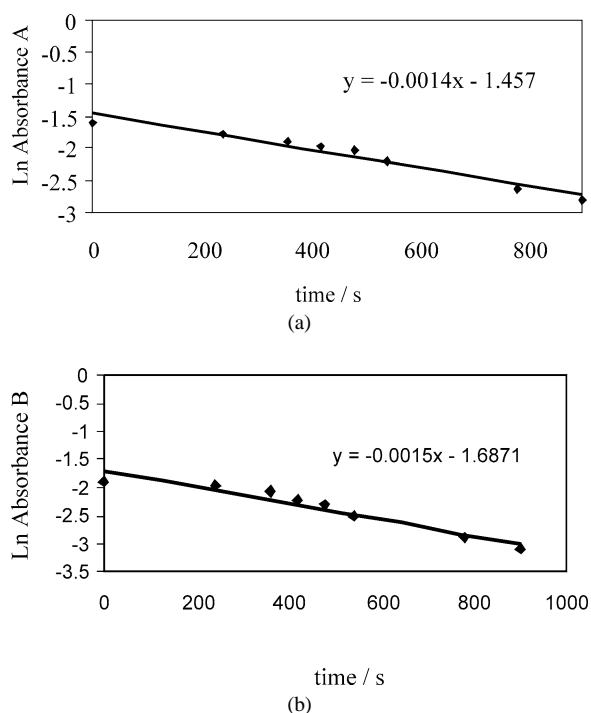 Ln Absorbance A
0
-0.5
-1
-1.5
-2
-2.5
-3
y = -0.0014x - 1.457
0 200 400 600 800
time / s
(a)
Ln Absorbance B
0
-0.5
-1
-1.5
-2
-2.5
-3
-3.5
y = -0.0015x - 1.6871
0 200 400 600 800 1000
time / s
(b)